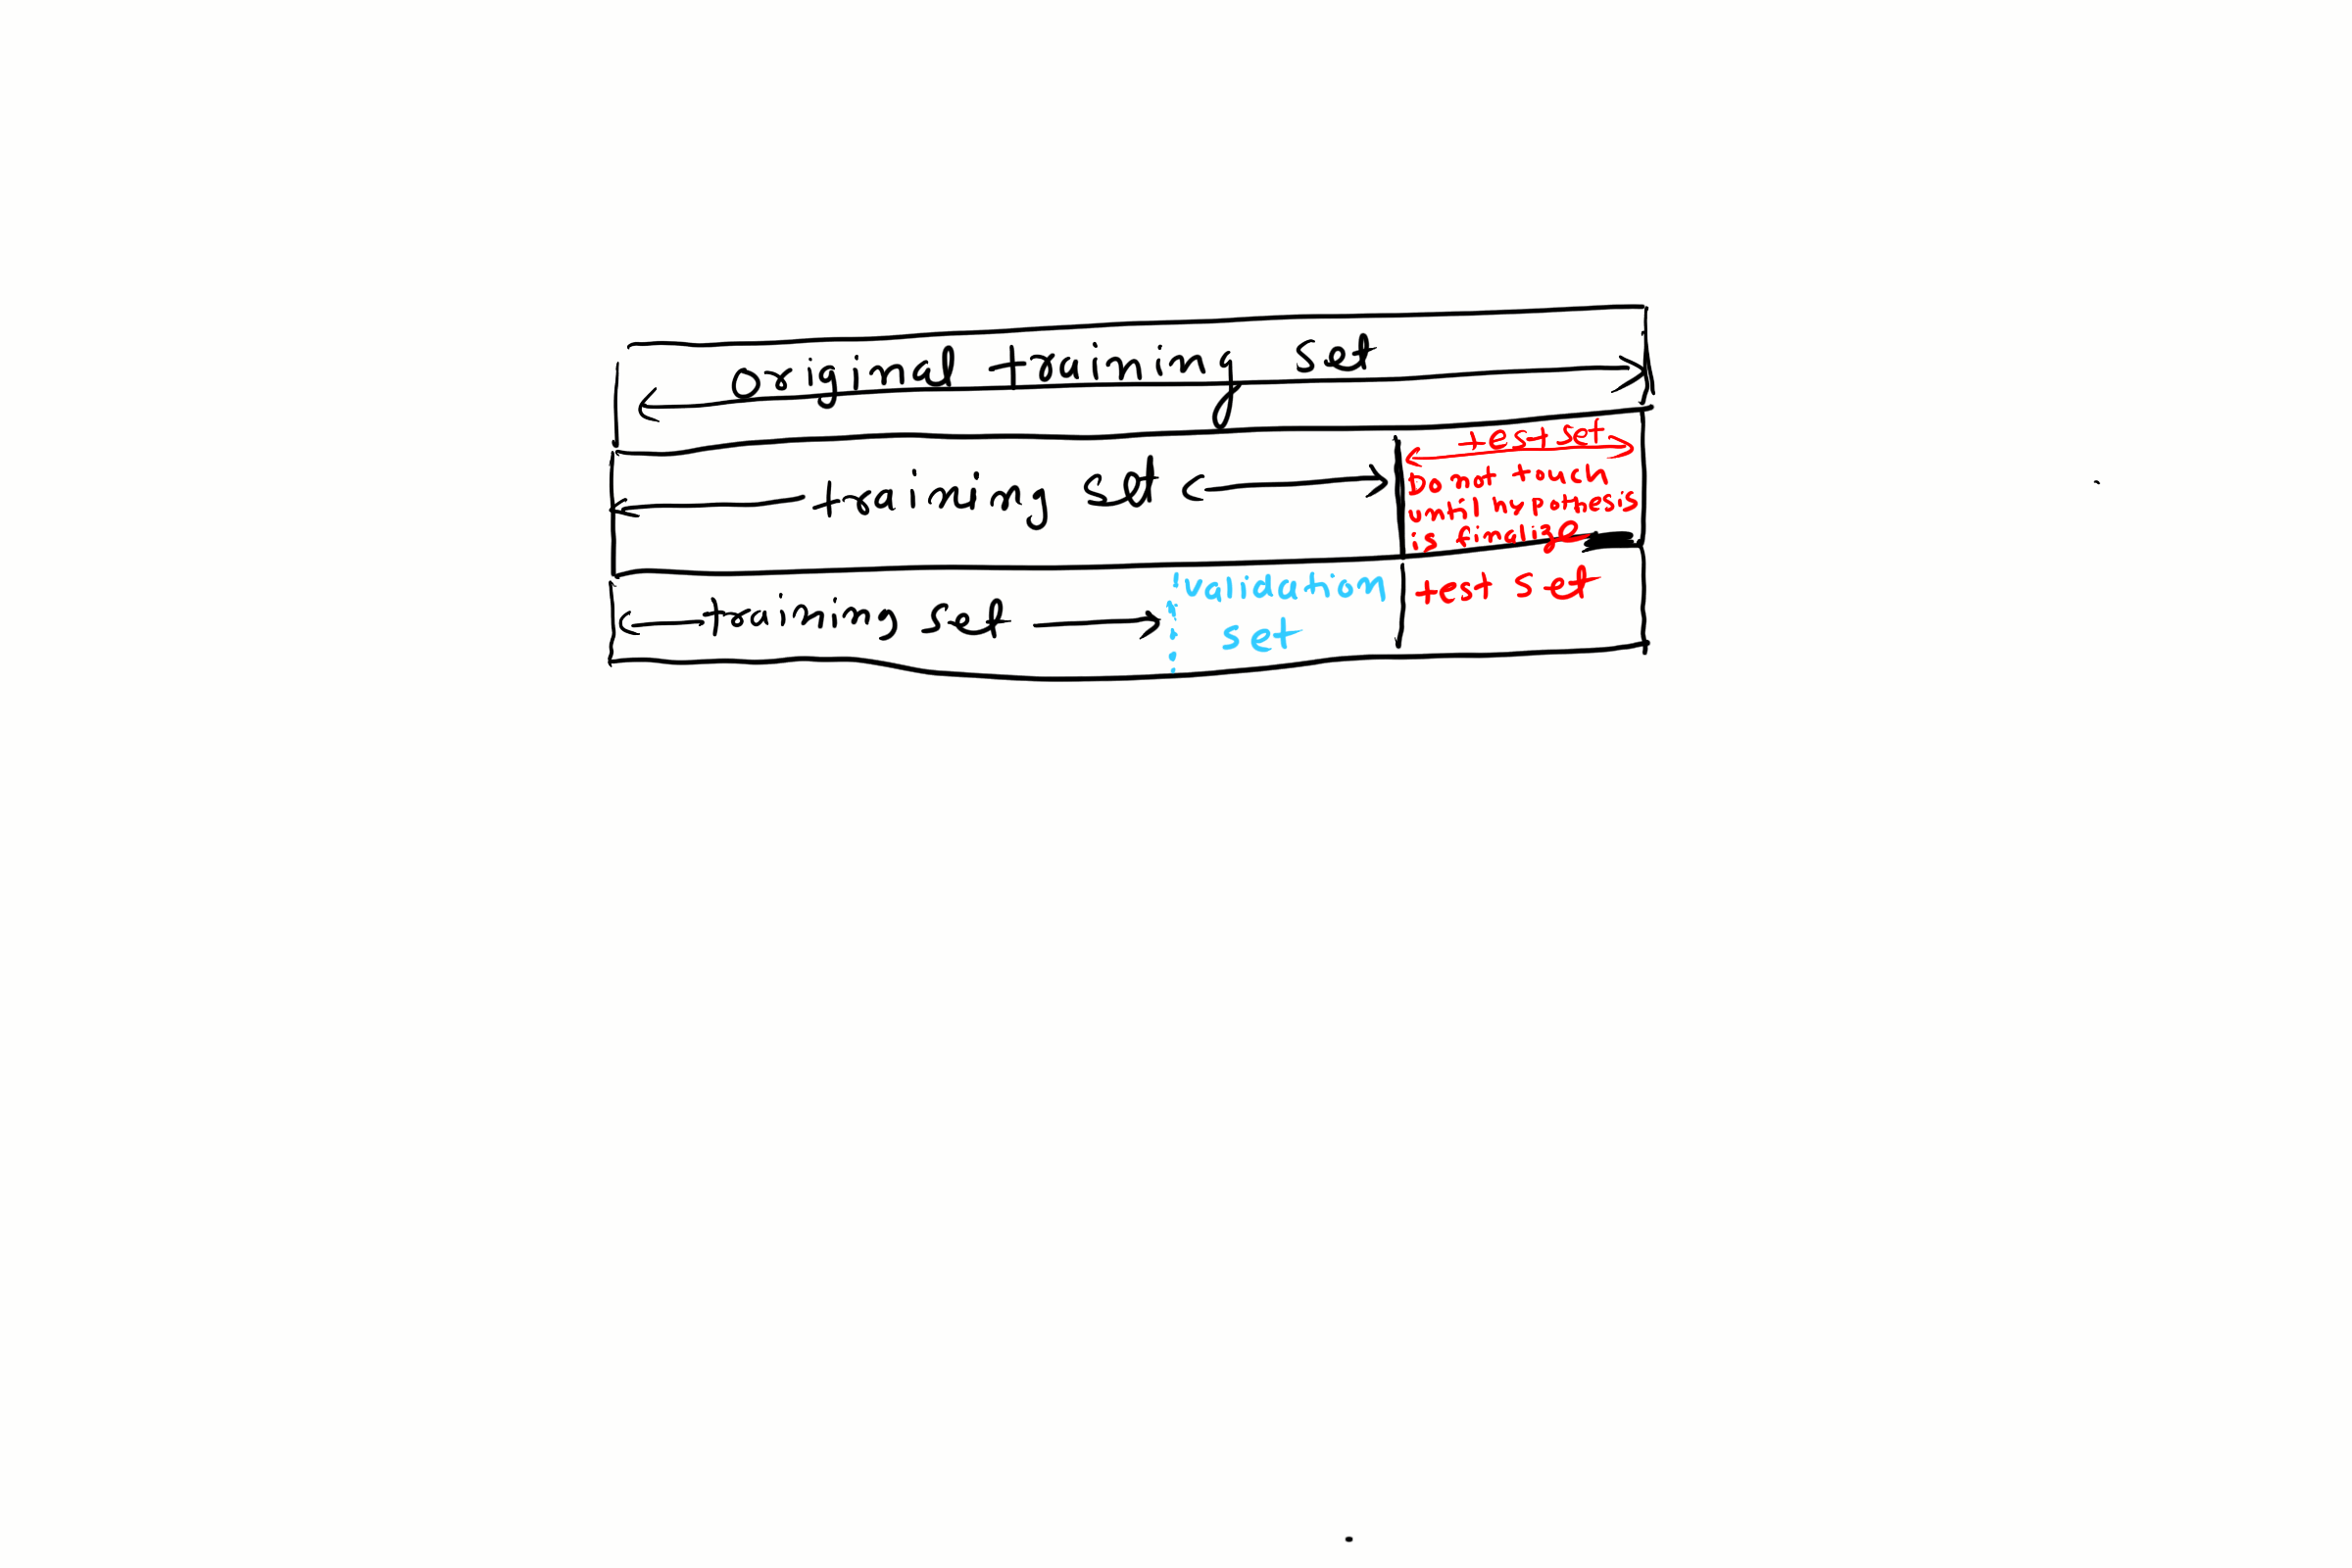 original training set
training set
test set
Do not touch
until hypothesis
is finalize
training set
validation
set
test set